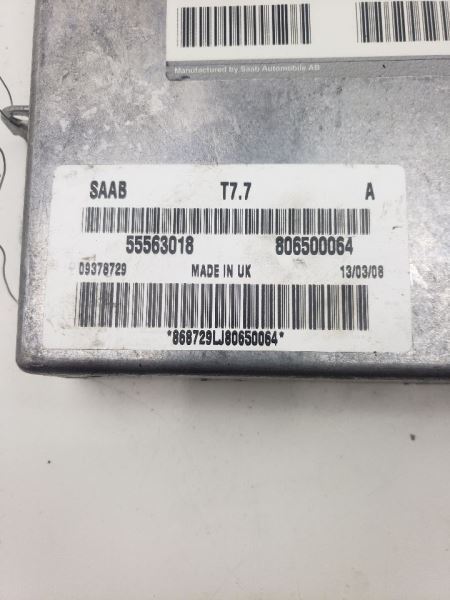 Manufactured by Saab Automobile AB
SAAB T7.7 A
55563018 806500064
09378729 MADE IN UK 13/03/08
*868729LJ80650064*